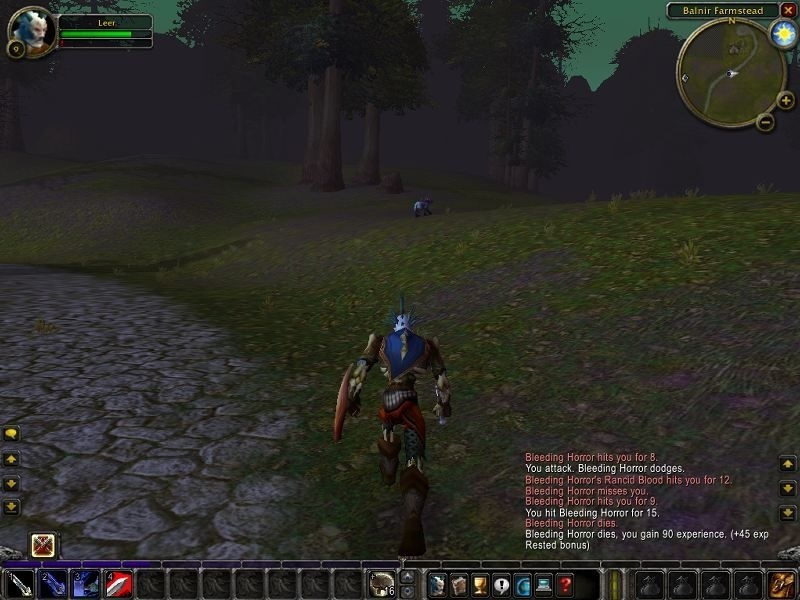 Leer
9
Balnir Farmstead
N
Bleeding Horror hits you for 8.
You attack. Bleeding Horror dodges.
Bleeding Horror's Rancid Blood hits you for 12.
Bleeding Horror misses you.
Bleeding Horror hits you for 9.
You hit Bleeding Horror for 15.
Bleeding Horror dies.
Bleeding Horror dies, you gain 90 experience. (+45 exp
Rested bonus)
1 2 3 4 16